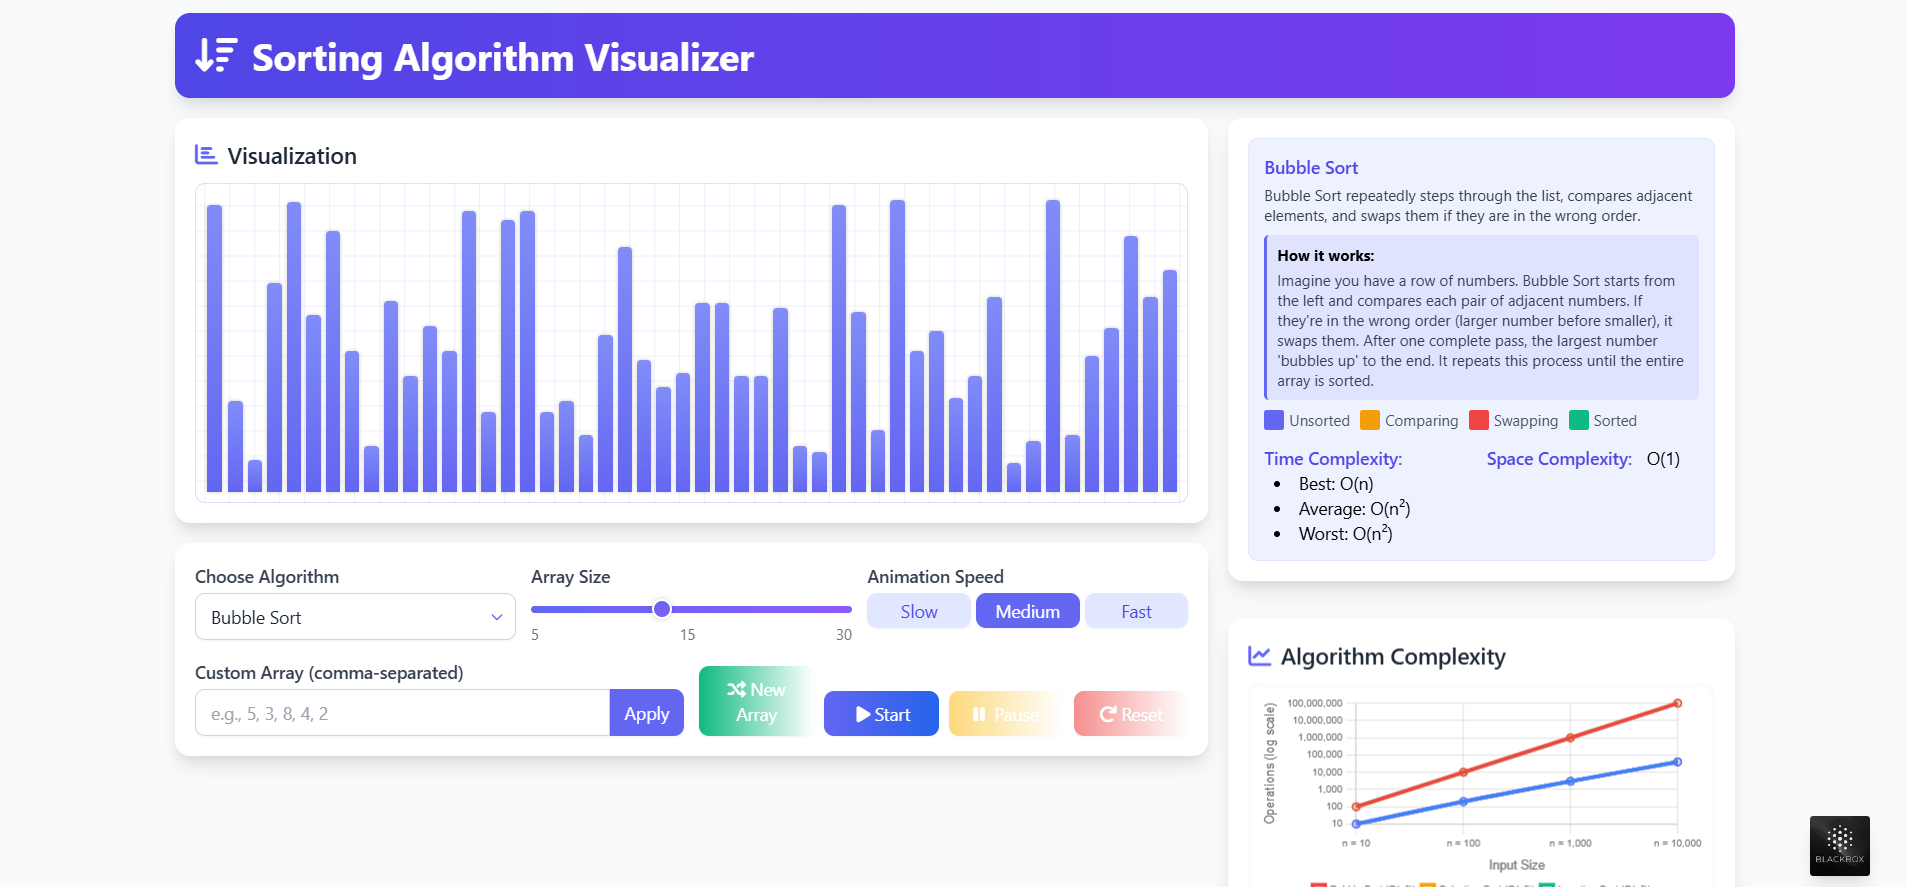 Sorting Algorithm Visualizer
Visualization
Choose Algorithm
Bubble Sort
Array Size
5 15 30
Animation Speed
Slow Medium Fast
Custom Array (comma-separated)
e.g., 5, 3, 8, 4, 2
Apply
New
Array
Start
Pause
Reset
Bubble Sort
Bubble Sort repeatedly steps through the list, compares adjacent
elements, and swaps them if they are in the wrong order.
How it works:
Imagine you have a row of numbers. Bubble Sort starts from
the left and compares each pair of adjacent numbers. If
they're in the wrong order (larger number before smaller), it
swaps them. After one complete pass, the largest number
'bubbles up' to the end. It repeats this process until the entire
array is sorted.
Unsorted Comparing Swapping Sorted
Time Complexity:
• Best: O(n)
• Average: O(n²)
• Worst: O(n²)
Space Complexity: O(1)
Algorithm Complexity
Operations (log scale)
100,000,000
10,000,000
1,000,000
100,000
10,000
1,000
100
10
n = 10 n = 100 n = 1,000 n = 10,000
Input Size
BLACKBOX